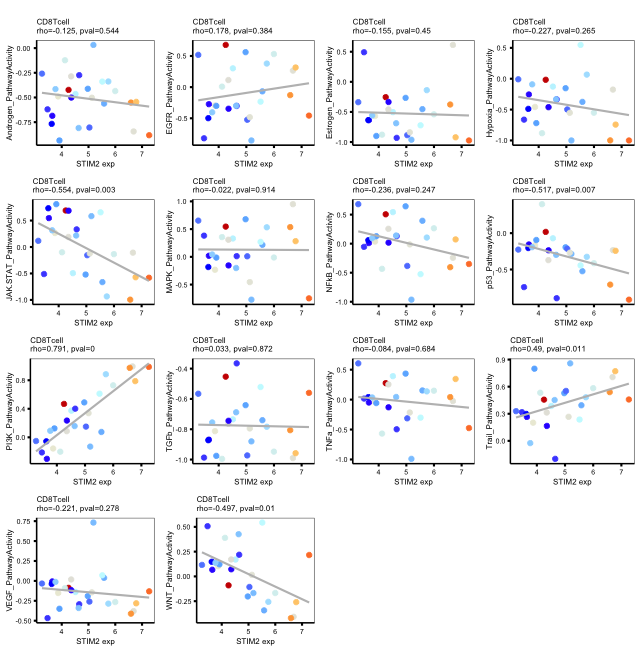 CD8Tcell
rho=-0.125, pval=0.544
Androgen_PathwayActivity
0.00
-0.25
-0.50
-0.75
4 5 6 7
STIM2 exp
CD8Tcell
rho=0.178, pval=0.384
EGFR_PathwayActivity
0.5
0.0
-0.5
4 5 6 7
STIM2 exp
CD8Tcell
rho=-0.155, pval=0.45
Estrogen_PathwayActivity
0.5
0.0
-0.5
-1.0
4 5 6 7
STIM2 exp
CD8Tcell
rho=-0.227, pval=0.265
Hypoxia_PathwayActivity
0.5
0.0
-0.5
-1.0
4 5 6 7
STIM2 exp
CD8Tcell
rho=-0.554, pval=0.003
JAK.STAT_PathwayActivity
0.5
0.0
-0.5
-1.0
4 5 6 7
STIM2 exp
CD8Tcell
rho=-0.022, pval=0.914
MAPK_PathwayActivity
1.0
0.5
0.0
-0.5
4 5 6 7
STIM2 exp
CD8Tcell
rho=-0.236, pval=0.247
NFkB_PathwayActivity
0.5
0.0
-0.5
-1.0
4 5 6 7
STIM2 exp
CD8Tcell
rho=-0.517, pval=0.007
p53_PathwayActivity
0.5
0.0
-0.5
4 5 6 7
STIM2 exp
CD8Tcell
rho=0.791, pval=0
PI3K_PathwayActivity
0.8
0.4
0.0
4 5 6 7
STIM2 exp
CD8Tcell
rho=0.033, pval=0.872
TGFb_PathwayActivity
-0.4
-0.6
-0.8
-1.0
4 5 6 7
STIM2 exp
CD8Tcell
rho=-0.084, pval=0.684
TNFa_PathwayActivity
0.5
0.0
-0.5
-1.0
4 5 6 7
STIM2 exp
CD8Tcell
rho=0.49, pval=0.011
Trail_PathwayActivity
0.9
0.6
0.3
0.0
4 5 6 7
STIM2 exp
CD8Tcell
rho=-0.221, pval=0.278
VEGF_PathwayActivity
0.75
0.50
0.25
0.00
-0.25
-0.50
4 5 6 7
STIM2 exp
CD8Tcell
rho=-0.497, pval=0.01
WNT_PathwayActivity
0.50
0.25
0.00
-0.25
4 5 6 7
STIM2 exp